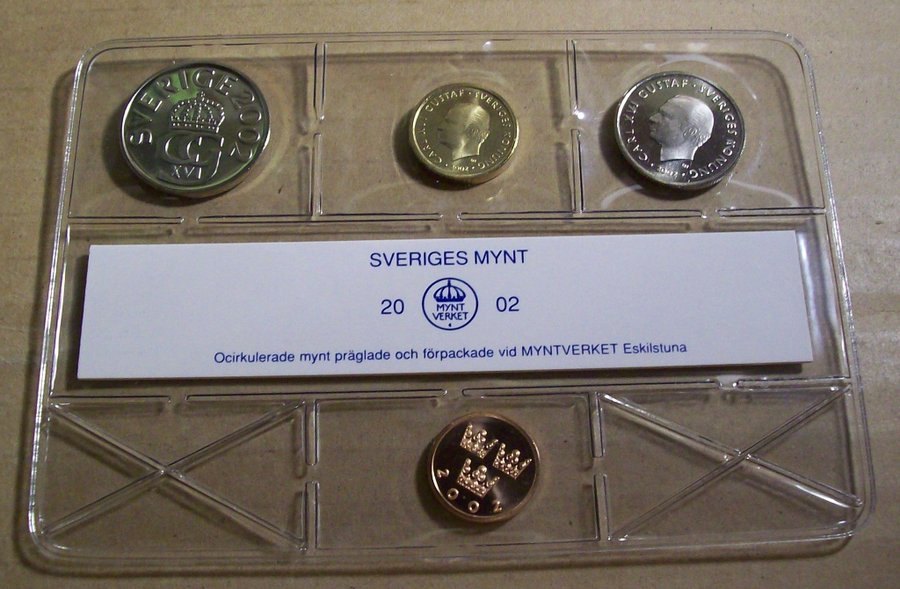 SVERIGE 2002
XVI
CARL XVI GUSTAF · SVERIGES KONUNG
2002
CARL XVI GUSTAF · SVERIGES KONUNG
SVERIGES MYNT
20 MYNT VERKET 02
Ocirkulerade mynt präglade och förpackade vid MYNTVERKET Eskilstuna
2002